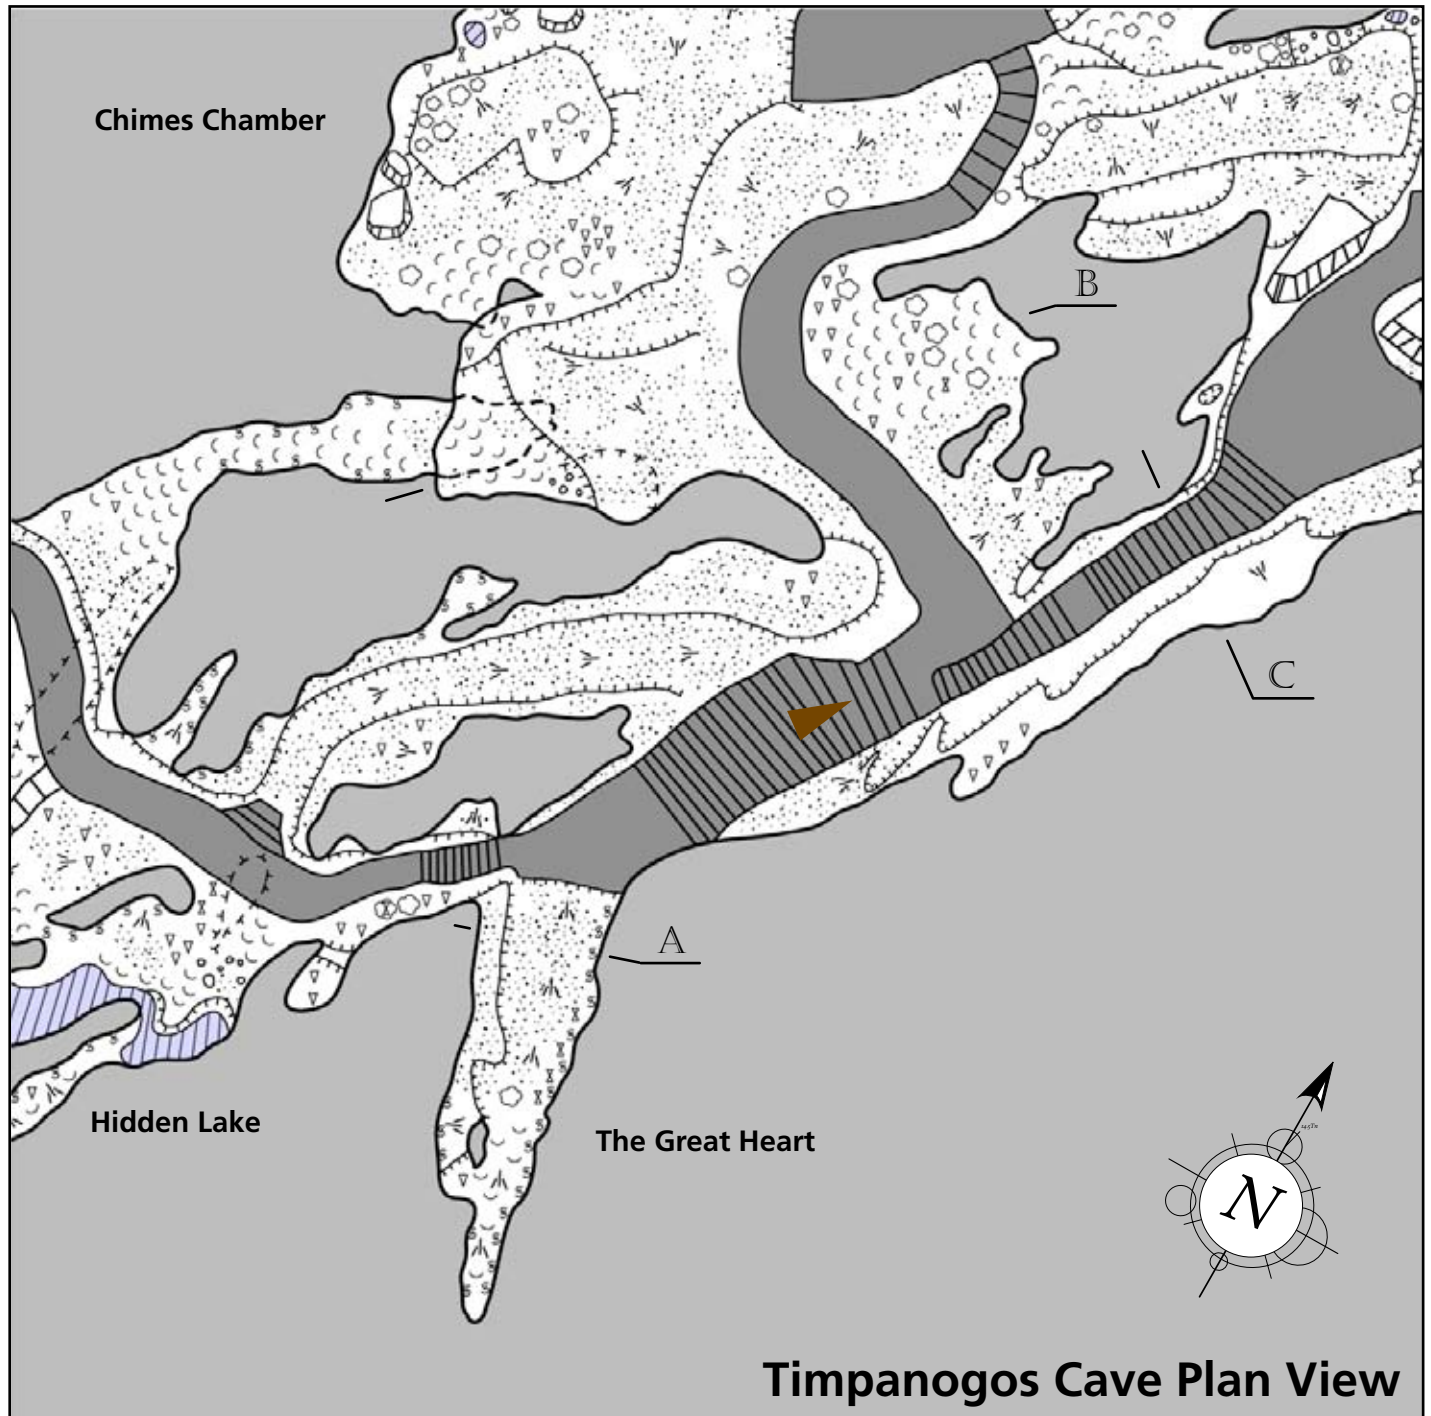 Chimes Chamber
B
C
A
Hidden Lake
The Great Heart
N
Timpanogos Cave Plan View